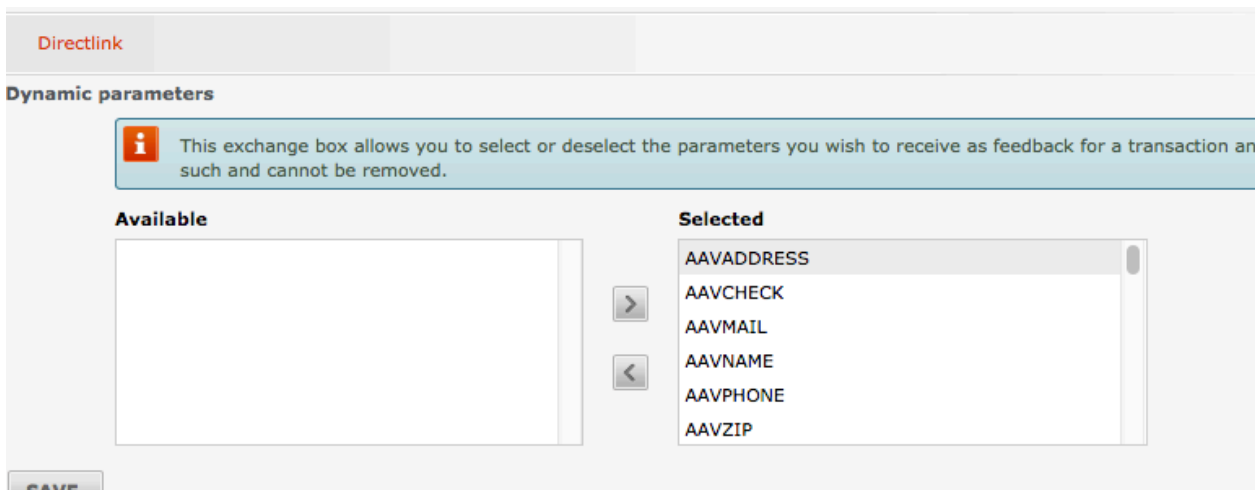 Directlink
Dynamic parameters
This exchange box allows you to select or deselect the parameters you wish to receive as feedback for a transaction an
such and cannot be removed.
Available
Selected
AAVADDRESS
AAVCHECK
AAVMAIL
AAVNAME
AAVPHONE
AAVZIP
SAVE